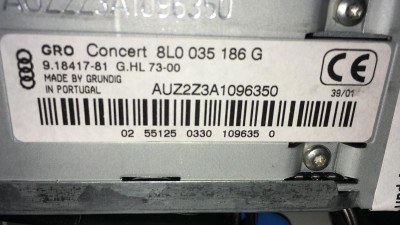 AUZ2Z3A1096350
GRO Concert 8L0 035 186 G
9.18417-81 G.HL 73-00
MADE BY GRUNDIG
IN PORTUGAL
CE
AUZ2Z3A1096350
39/01
02 55125 0330 109635 0